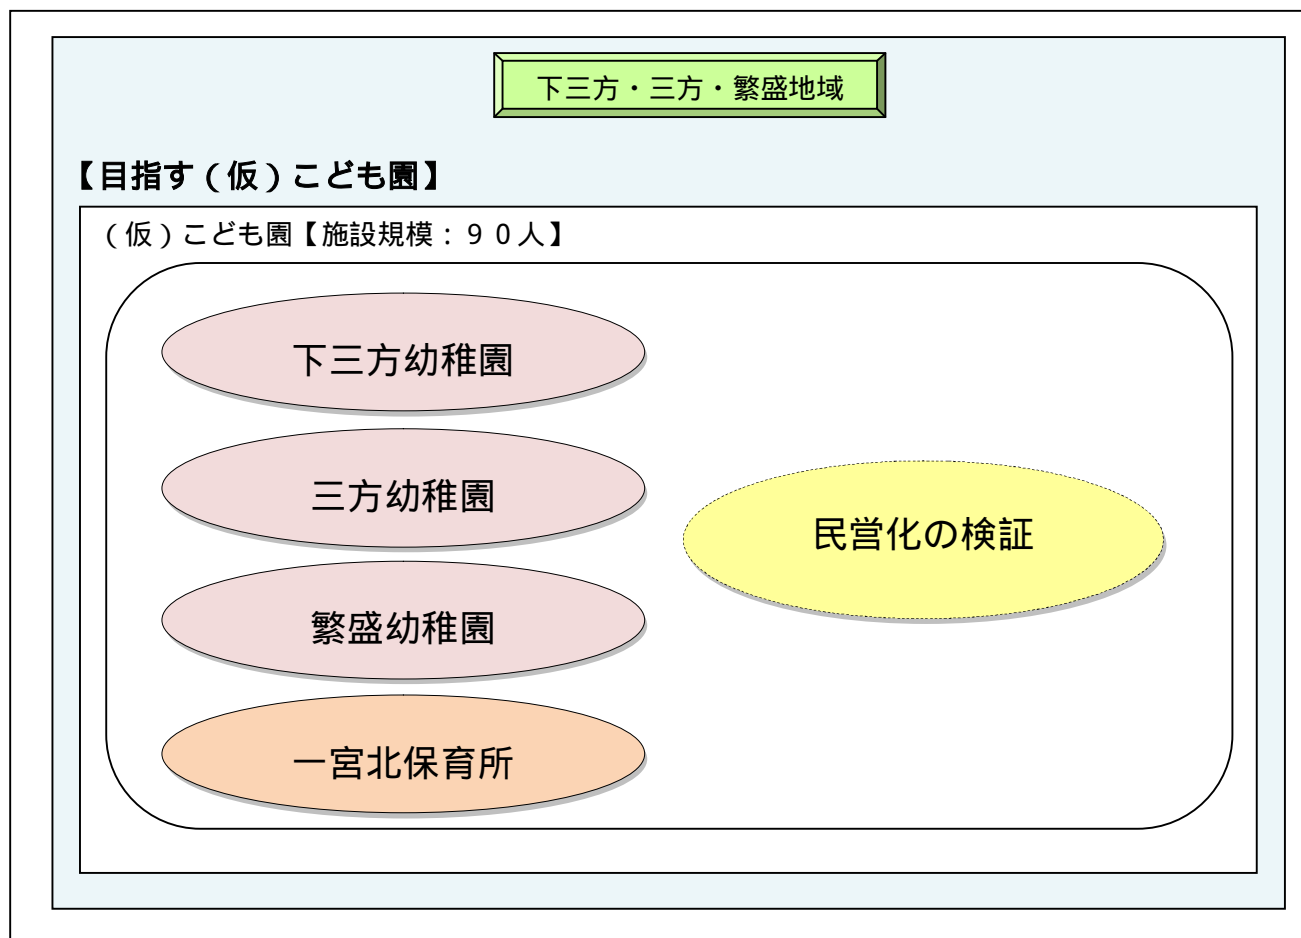 下三方・三方・繁盛地域
【目指す（仮）こども園】
（仮）こども園【施設規模：９０人】
下三方幼稚園
三方幼稚園
民営化の検証
繁盛幼稚園
一宮北保育所